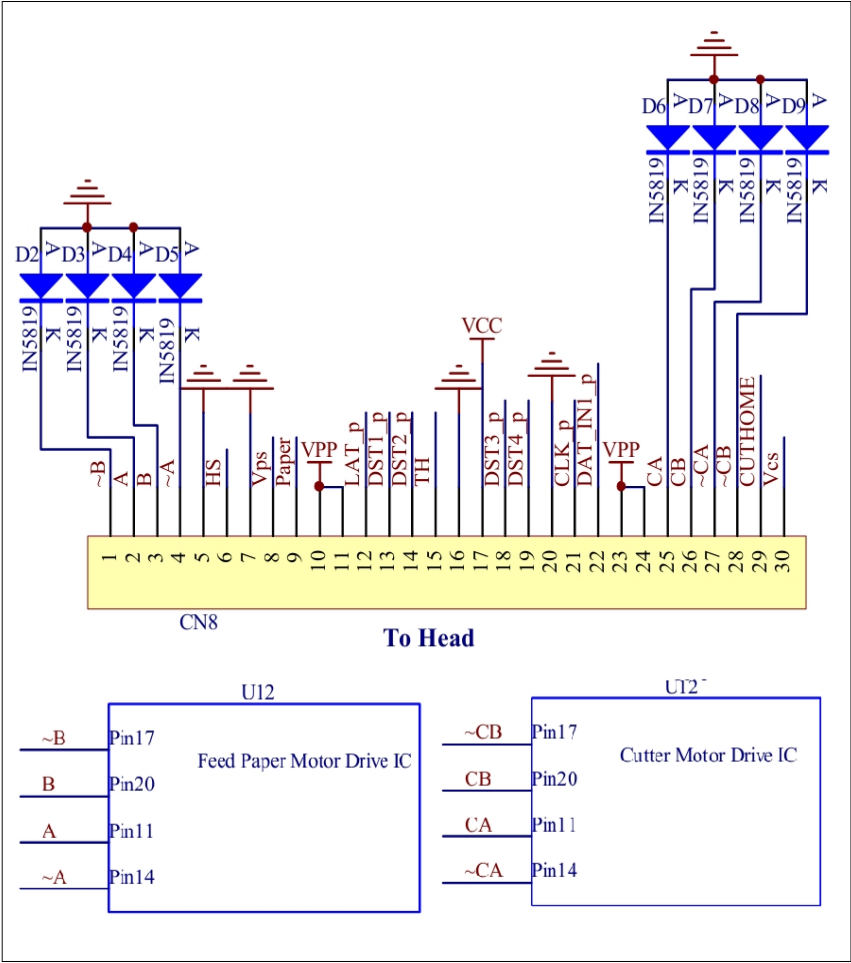 D6 A D7 A D8 A D9 A
IN5819 K IN5819 K IN5819 K IN5819 K
D2 A D3 A D4 A D5 A
IN5819 K IN5819 K IN5819 K IN5819 K
VCC
VPP
VPP
~B
A
B
~A
HS
Vps
Paper
LAT_p
DST1_p
DST2_p
TH
DST3_p
DST4_p
CLK_p
DAT_IN1_p
CA
CB
~CA
~CB
CUTHOME
Vcs
1 2 3 4 5 6 7 8 9 10 11 12 13 14 15 16 17 18 19 20 21 22 23 24 25 26 27 28 29 30
CN8
To Head
U12
~B Pin17
Feed Paper Motor Drive IC
B Pin20
A Pin11
~A Pin14
~CB Pin17
Cutter Motor Drive IC
CB Pin20
CA Pin11
~CA Pin14